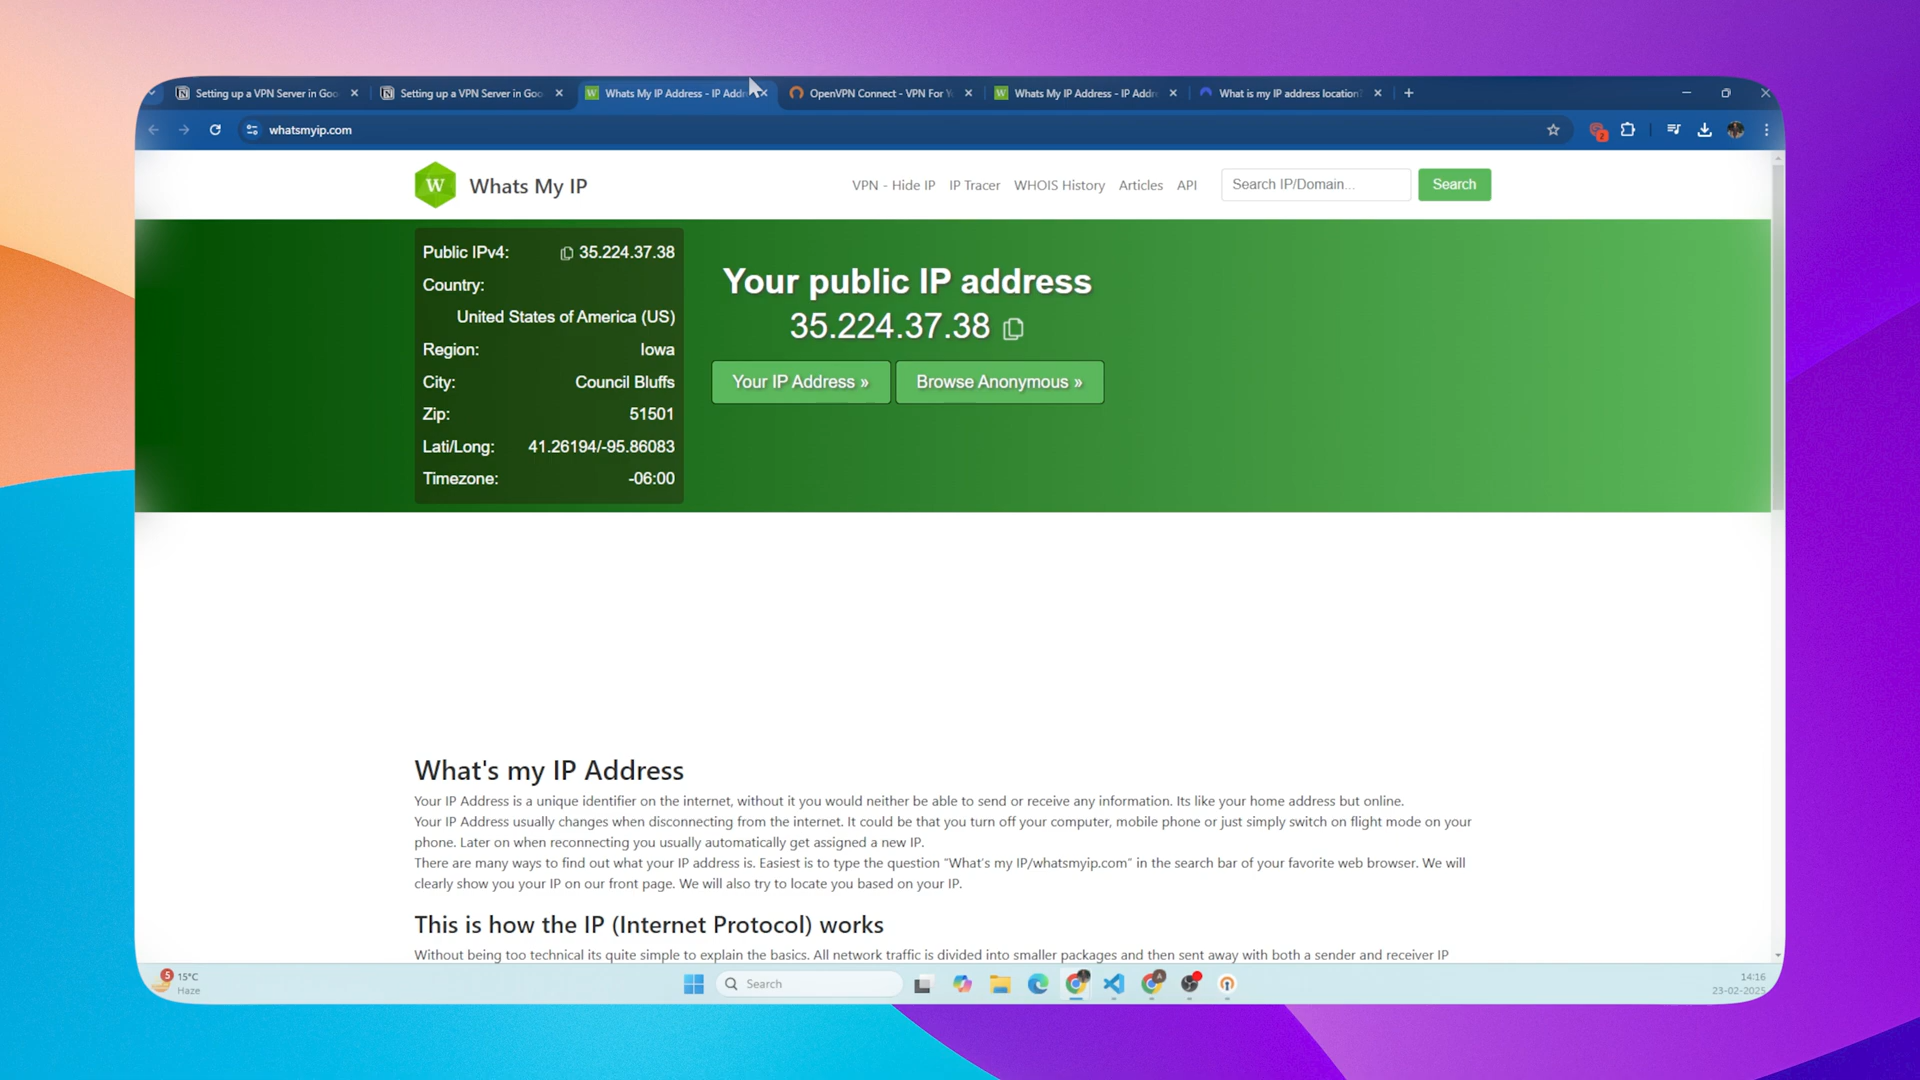 Setting up a VPN Server in Goo
Setting up a VPN Server in Goo
Whats My IP Address - IP Addr
OpenVPN Connect - VPN For Y
Whats My IP Address - IP Addr
What is my IP address location?
whatsmyip.com
2
W
Whats My IP
VPN - Hide IP
IP Tracer
WHOIS History
Articles
API
Search IP/Domain...
Search
Public IPv4: 35.224.37.38
Country:
United States of America (US)
Region: Iowa
City: Council Bluffs
Zip: 51501
Lati/Long: 41.26194/-95.86083
Timezone: -06:00
Your public IP address
35.224.37.38
Your IP Address »
Browse Anonymous »
What's my IP Address
Your IP Address is a unique identifier on the internet, without it you would neither be able to send or receive any information. Its like your home address but online.
Your IP Address usually changes when disconnecting from the internet. It could be that you turn off your computer, mobile phone or just simply switch on flight mode on your
phone. Later on when reconnecting you usually automatically get assigned a new IP.
There are many ways to find out what your IP address is. Easiest is to type the question "What's my IP/whatsmyip.com" in the search bar of your favorite web browser. We will
clearly show you your IP on our front page. We will also try to locate you based on your IP.
This is how the IP (Internet Protocol) works
Without being too technical its quite simple to explain the basics. All network traffic is divided into smaller packages and then sent away with both a sender and receiver IP
5
15°C
Haze
Search
14:16
23-02-2025